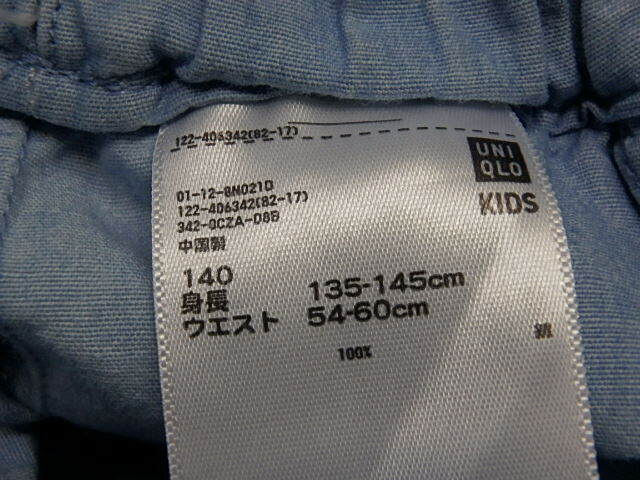 122-406342(82-17)
UNI
QLO
KIDS
01-12-8N021D
122-406342(82-17)
342-0CZA-D8B
中国製
140
身長 135-145cm
ウエスト 54-60cm
綿
100%